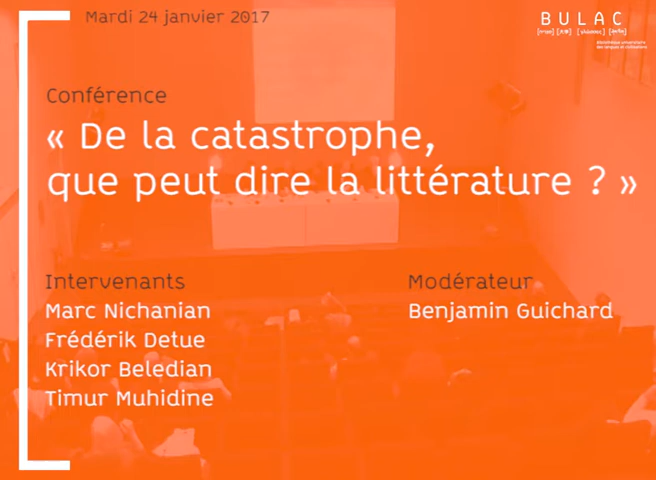 Mardi 24 janvier 2017
BULAC
Conférence
« De la catastrophe,
que peut dire la littérature ? »
Intervenants
Marc Nichanian
Frédérik Detue
Krikor Beledian
Timur Muhidine
Modérateur
Benjamin Guichard